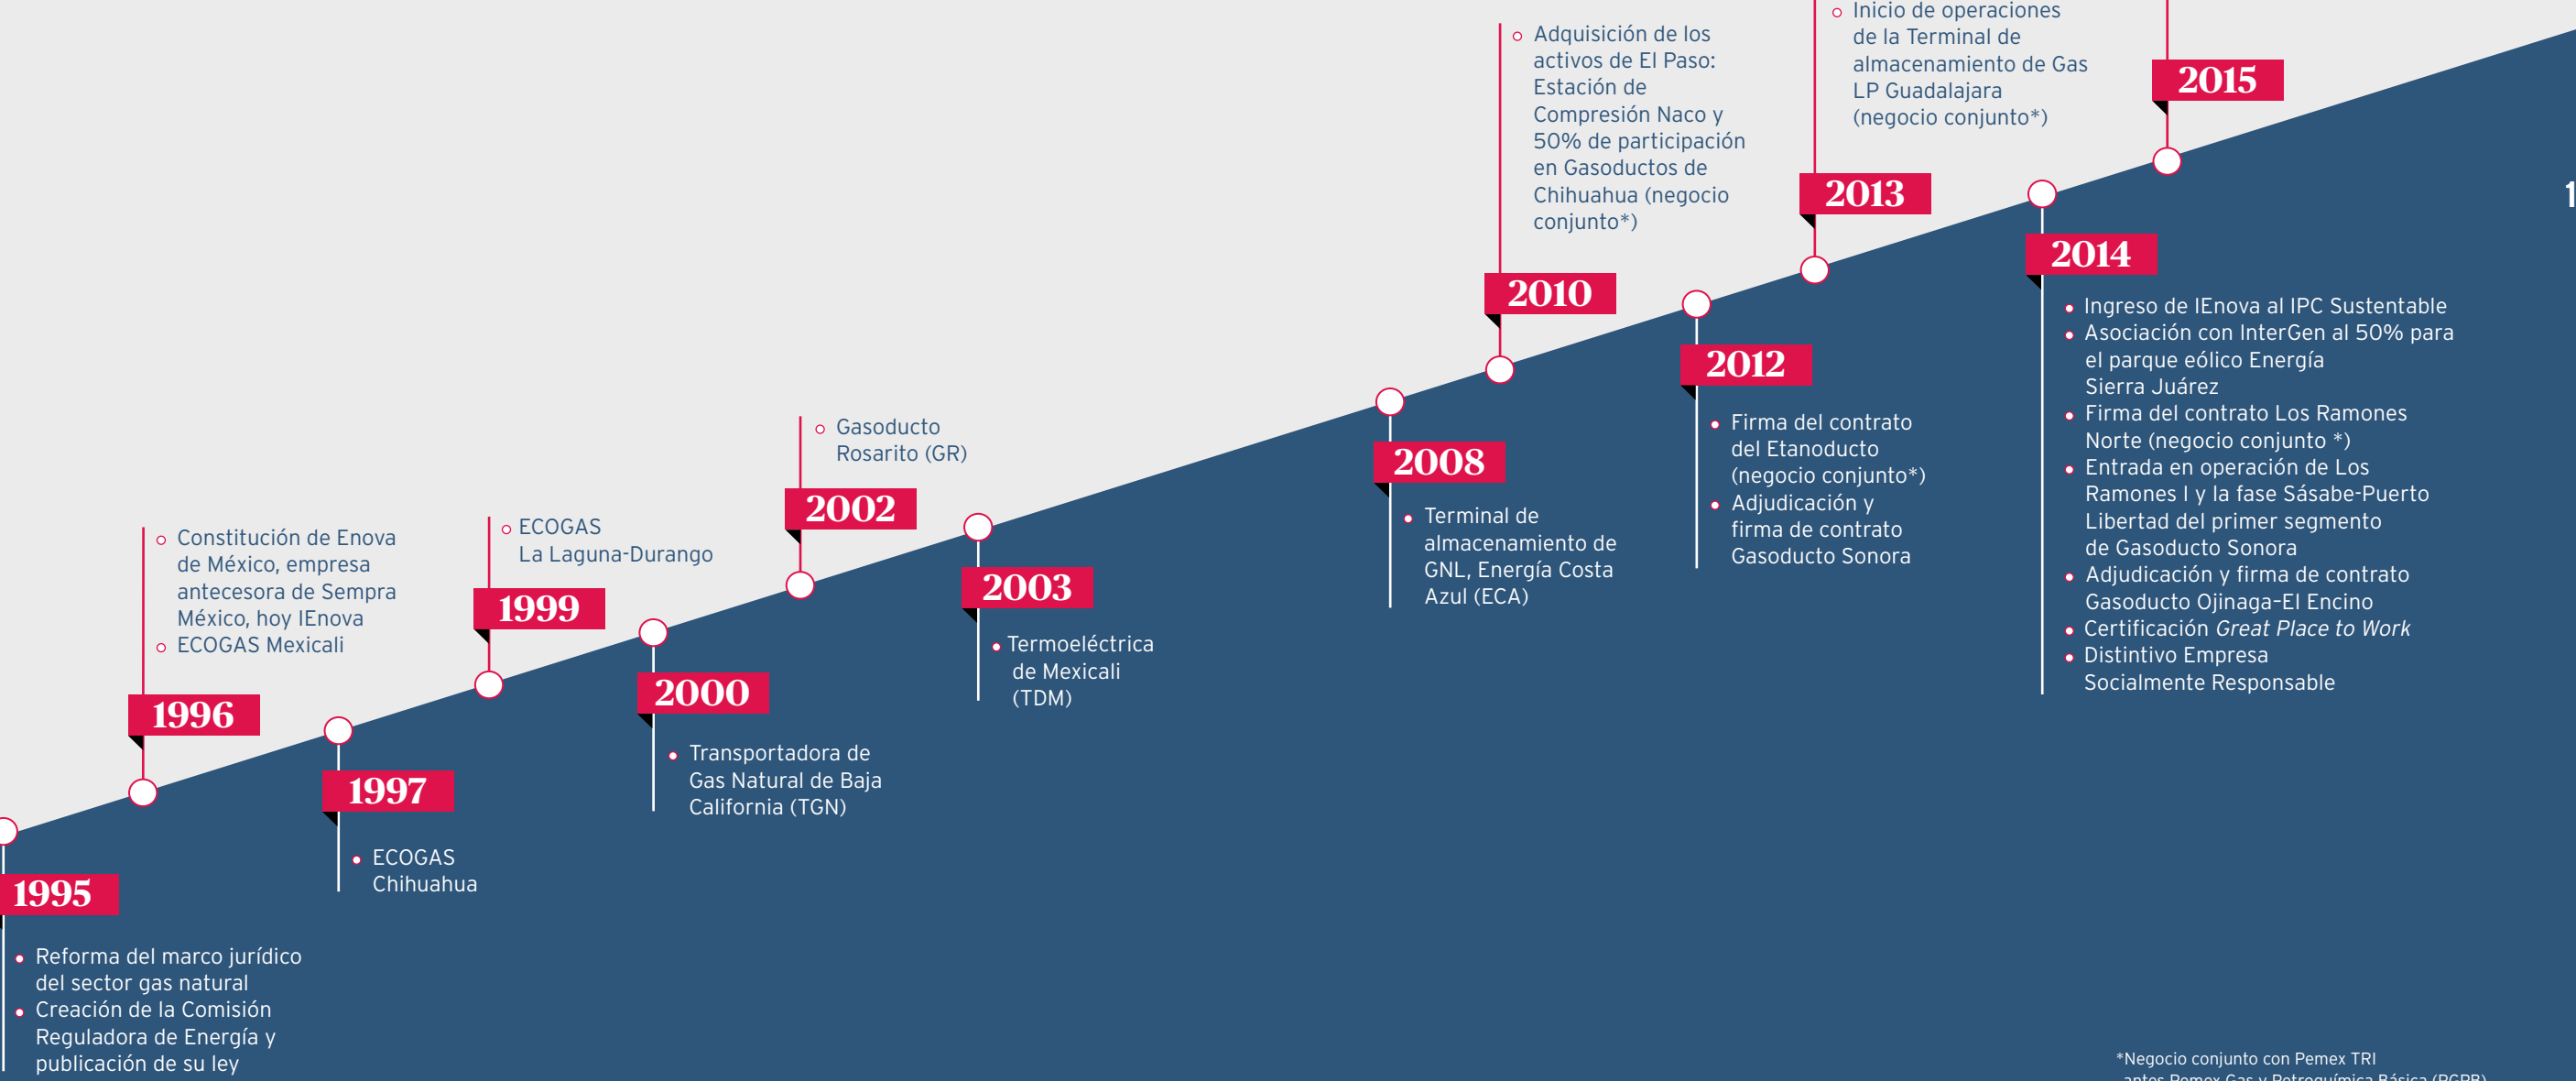 1995
Reforma del marco jurídico
del sector gas natural
Creación de la Comisión
Reguladora de Energía y
publicación de su ley
Constitución de Enova
de México, empresa
antecesora de Sempra
México, hoy IEnova
ECOGAS Mexicali
1996
1997
ECOGAS
Chihuahua
ECOGAS
La Laguna-Durango
1999
2000
Transportadora de
Gas Natural de Baja
California (TGN)
Gasoducto
Rosarito (GR)
2002
2003
Termoeléctrica
de Mexicali
(TDM)
2008
Terminal de
almacenamiento de
GNL, Energía Costa
Azul (ECA)
Adquisición de los
activos de El Paso:
Estación de
Compresión Naco y
50% de participación
en Gasoductos de
Chihuahua (negocio
conjunto*)
2010
2012
Firma del contrato
del Etanoducto
(negocio conjunto*)
Adjudicación y
firma de contrato
Gasoducto Sonora
Inicio de operaciones
de la Terminal de
almacenamiento de Gas
LP Guadalajara
(negocio conjunto*)
2013
2014
Ingreso de IEnova al IPC Sustentable
Asociación con InterGen al 50% para
el parque eólico Energía
Sierra Juárez
Firma del contrato Los Ramones
Norte (negocio conjunto *)
Entrada en operación de Los
Ramones I y la fase Sásabe-Puerto
Libertad del primer segmento
de Gasoducto Sonora
Adjudicación y firma de contrato
Gasoducto Ojinaga–El Encino
Certificación Great Place to Work
Distintivo Empresa
Socialmente Responsable
2015
1
*Negocio conjunto con Pemex TRI
antes Pemex Gas y Petroquímica Básica (PGPB)